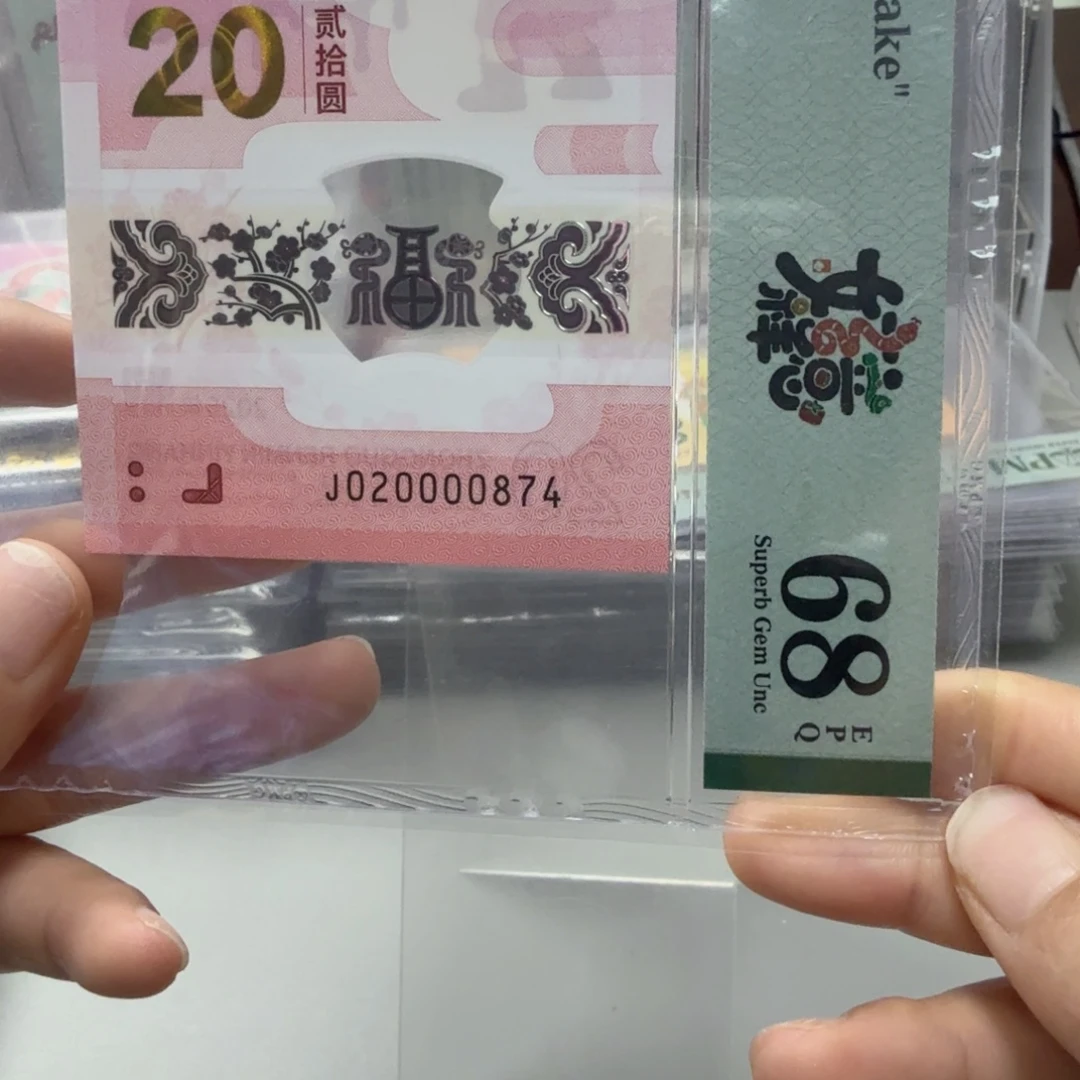 20
贰拾圆
J020000874
ake"
68
EPQ
Superb Gem Unc